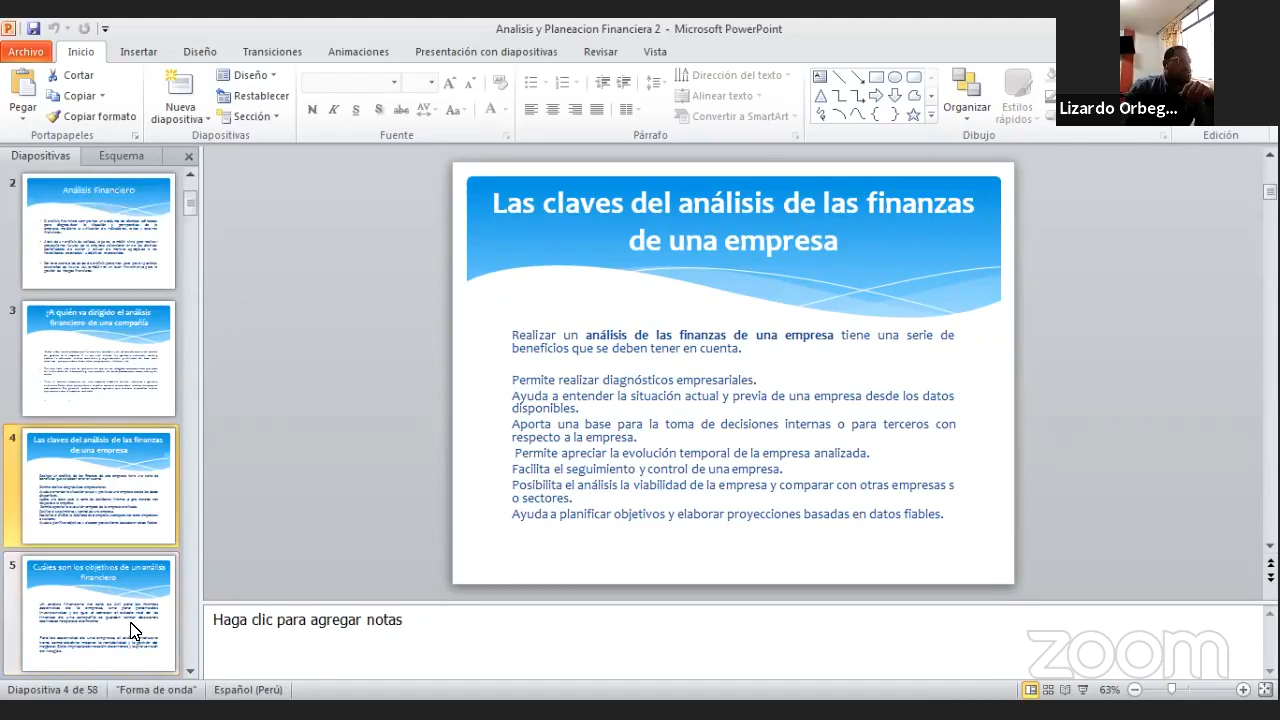 Analisis y Planeacion Financiera 2 - Microsoft PowerPoint
Archivo Inicio Insertar Diseño Transiciones Animaciones Presentación con diapositivas Revisar Vista
Pegar
Cortar
Copiar
Copiar formato
Portapapeles
Nueva diapositiva
Diseño
Restablecer
Sección
Diapositivas
Fuente
Dirección del texto
Alinear texto
Convertir a SmartArt
Párrafo
Organizar
Estilos rápidos
Dibujo
Edición
Lizardo Orbeg...
Diapositivas Esquema
2
Análisis Financiero
3
¿A quién va dirigido el análisis
financiero de una compañía
4
Las claves del análisis de las finanzas
de una empresa
5
Cuáles son los objetivos de un análisis
financiero
Las claves del análisis de las finanzas
de una empresa
Realizar un análisis de las finanzas de una empresa tiene una serie de
beneficios que se deben tener en cuenta.
Permite realizar diagnósticos empresariales.
Ayuda a entender la situación actual y previa de una empresa desde los datos
disponibles.
Aporta una base para la toma de decisiones internas o para terceros con
respecto a la empresa.
Permite apreciar la evolución temporal de la empresa analizada.
Facilita el seguimiento y control de una empresa.
Posibilita el análisis la viabilidad de la empresa y comparar con otras empresas s
o sectores.
Ayuda a planificar objetivos y elaborar proyecciones basadas en datos fiables.
Haga clic para agregar notas
zoom
Diapositiva 4 de 58 "Forma de onda" Español (Perú) 63%